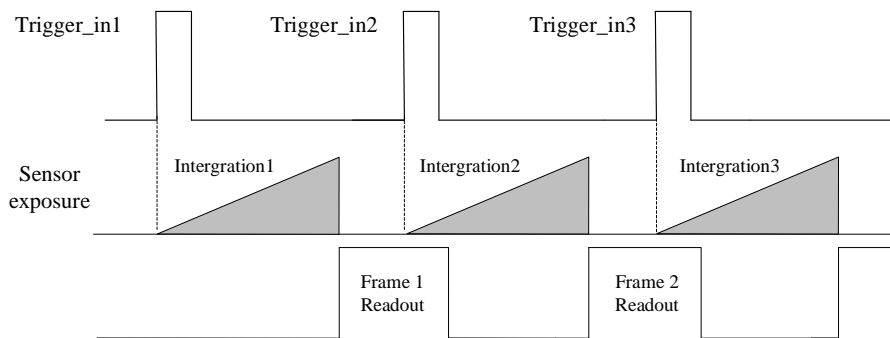 Trigger_in1
Trigger_in2
Trigger_in3
Sensor
exposure
Intergration1
Intergration2
Intergration3
Frame 1
Readout
Frame 2
Readout